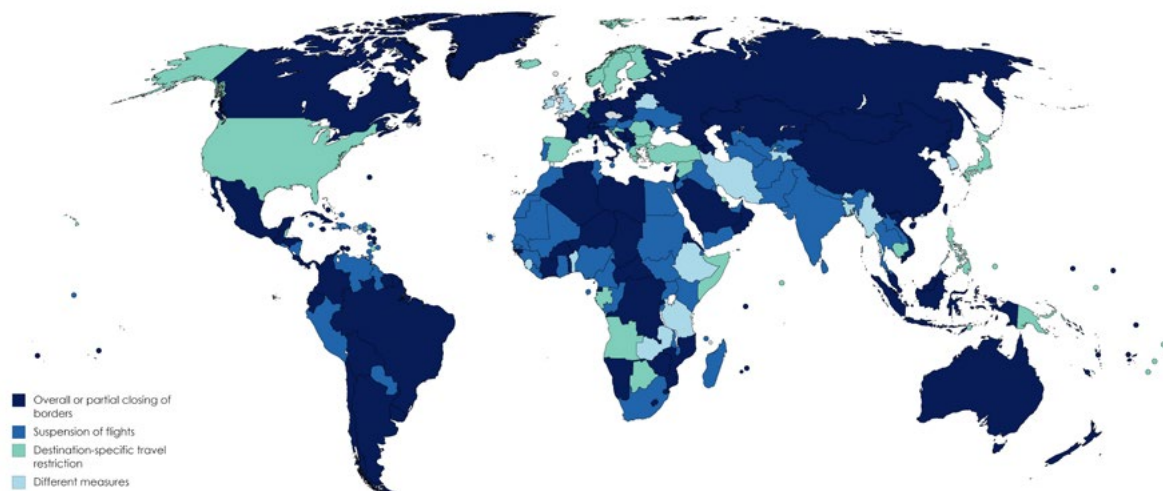 Overall or partial closing of
borders
Suspension of flights
Destination-specific travel
restriction
Different measures